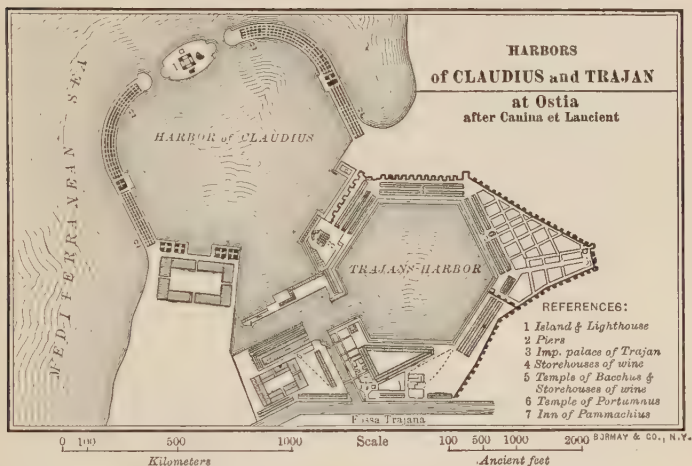 HARBORS
of CLAUDIUS and TRAJAN
at Ostia
after Canina et Lancient
MEDITERRANEAN SEA
HARBOR of CLAUDIUS
TRAJANS HARBOR
REFERENCES:
1 Island & Lighthouse
2 Piers
3 Imp. palace of Trajan
4 Storehouses of wine
5 Temple of Bacchus &
Storehouses of wine
6 Temple of Portumnus
7 Inn of Pammachius
Fossa Trajana
BORMAY & CO., N.Y.
0 100 500 1000 Scale 100 500 1000 2000
Kilometers Ancient feet